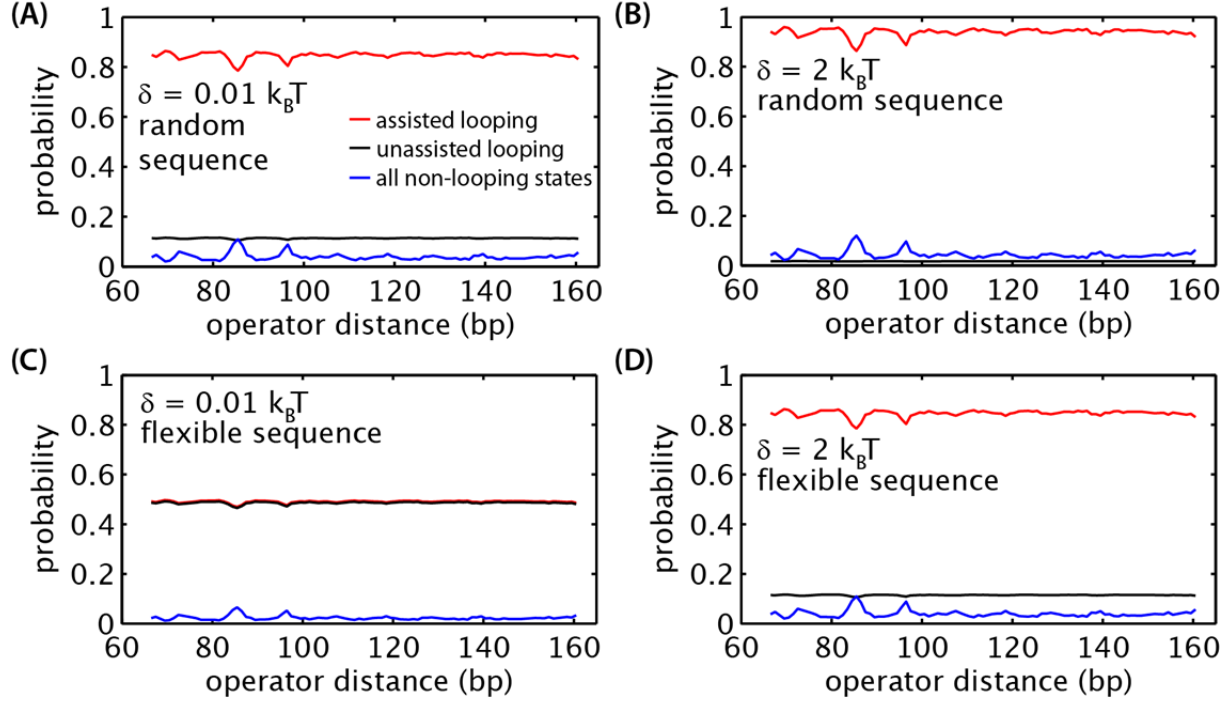 (A)
1
0.8
0.6
0.4
0.2
0
probability
δ = 0.01 kBT
random
sequence
assisted looping
unassisted looping
all non-looping states
60 80 100 120 140 160
operator distance (bp)
(B)
1
0.8
0.6
0.4
0.2
0
probability
δ = 2 kBT
random sequence
60 80 100 120 140 160
operator distance (bp)
(C)
1
0.8
0.6
0.4
0.2
0
probability
δ = 0.01 kBT
flexible sequence
60 80 100 120 140 160
operator distance (bp)
(D)
1
0.8
0.6
0.4
0.2
0
probability
δ = 2 kBT
flexible sequence
60 80 100 120 140 160
operator distance (bp)